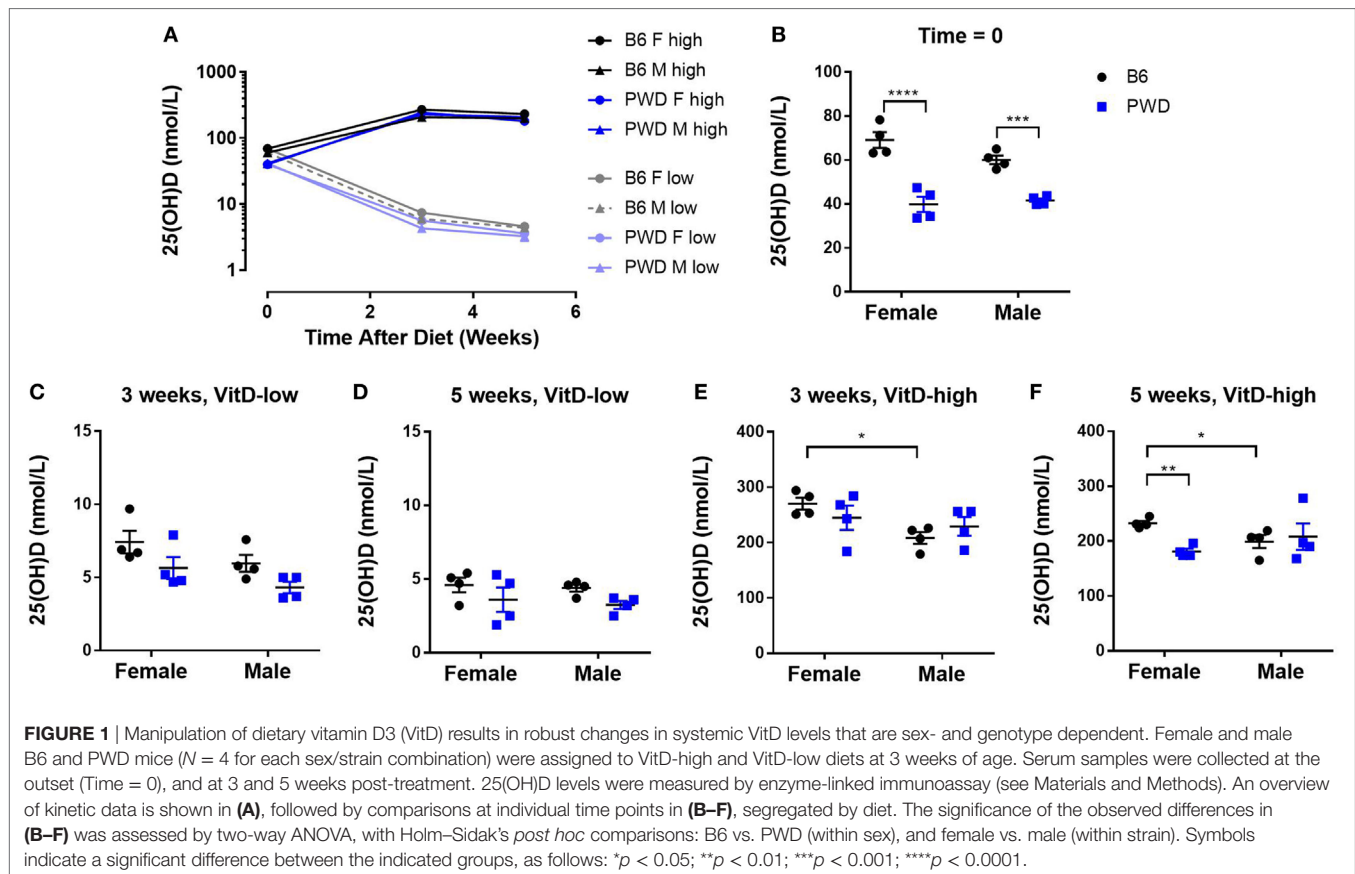 A
25(OH)D (nmol/L)
1000
100
10
1
0
2
4
6
Time After Diet (Weeks)
B6 F high
B6 M high
PWD F high
PWD M high
B6 F low
B6 M low
PWD F low
PWD M low
B
Time = 0
25(OH)D (nmol/L)
100
80
60
40
20
0
****
***
Female
Male
B6
PWD
C
3 weeks, VitD-low
25(OH)D (nmol/L)
15
10
5
0
Female
Male
D
5 weeks, VitD-low
25(OH)D (nmol/L)
15
10
5
0
Female
Male
E
3 weeks, VitD-high
25(OH)D (nmol/L)
400
300
200
100
0
*
Female
Male
F
5 weeks, VitD-high
25(OH)D (nmol/L)
400
300
200
100
0
*
**
Female
Male
FIGURE 1 | Manipulation of dietary vitamin D3 (VitD) results in robust changes in systemic VitD levels that are sex- and genotype dependent. Female and male
B6 and PWD mice (N = 4 for each sex/strain combination) were assigned to VitD-high and VitD-low diets at 3 weeks of age. Serum samples were collected at the
outset (Time = 0), and at 3 and 5 weeks post-treatment. 25(OH)D levels were measured by enzyme-linked immunoassay (see Materials and Methods). An overview
of kinetic data is shown in (A), followed by comparisons at individual time points in (B–F), segregated by diet. The significance of the observed differences in
(B–F) was assessed by two-way ANOVA, with Holm–Sidak's post hoc comparisons: B6 vs. PWD (within sex), and female vs. male (within strain). Symbols
indicate a significant difference between the indicated groups, as follows: *p < 0.05; **p < 0.01; ***p < 0.001; ****p < 0.0001.